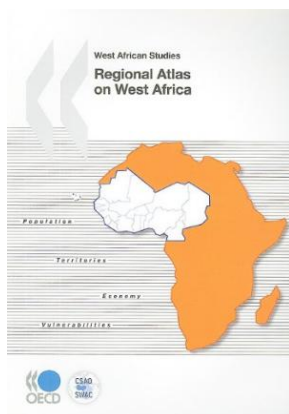 West African Studies
Regional Atlas
on West Africa
Population
Territories
Economy
Vulnerabilities
OECD
CSAO
SWAC